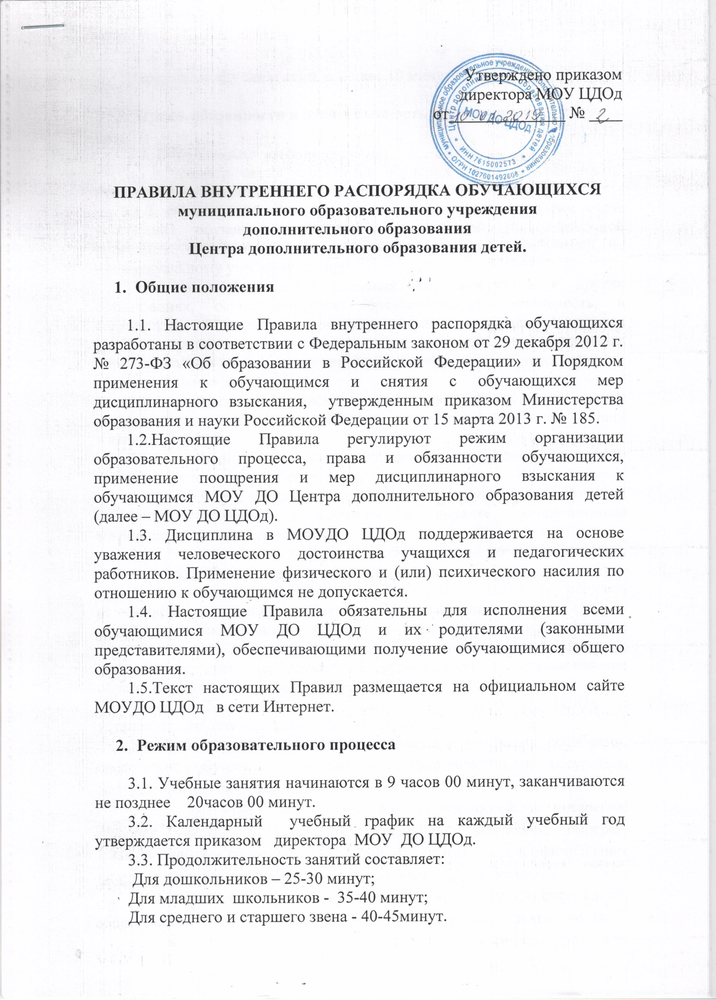 Утверждено приказом
директора МОУ ЦДОд
от 10.01.2019 № 2
муниципальное образовательное учреждение дополнительного образования
* ОГРН 1027601492808 *
Центр дополнительного образования детей
* ИНН 7615002573 *
МОУ ДО ЦДОд
ПРАВИЛА ВНУТРЕННЕГО РАСПОРЯДКА ОБУЧАЮЩИХСЯ
муниципального образовательного учреждения
дополнительного образования
Центра дополнительного образования детей.
1. Общие положения
1.1. Настоящие Правила внутреннего распорядка обучающихся
разработаны в соответствии с Федеральным законом от 29 декабря 2012 г.
№ 273-ФЗ «Об образовании в Российской Федерации» и Порядком
применения к обучающимся и снятия с обучающихся мер
дисциплинарного взыскания, утвержденным приказом Министерства
образования и науки Российской Федерации от 15 марта 2013 г. № 185.
1.2.Настоящие Правила регулируют режим организации
образовательного процесса, права и обязанности обучающихся,
применение поощрения и мер дисциплинарного взыскания к
обучающимся МОУ ДО Центра дополнительного образования детей
(далее – МОУ ДО ЦДОд).
1.3. Дисциплина в МОУДО ЦДОд поддерживается на основе
уважения человеческого достоинства учащихся и педагогических
работников. Применение физического и (или) психического насилия по
отношению к обучающимся не допускается.
1.4. Настоящие Правила обязательны для исполнения всеми
обучающимися МОУ ДО ЦДОд и их родителями (законными
представителями), обеспечивающими получение обучающимися общего
образования.
1.5.Текст настоящих Правил размещается на официальном сайте
МОУДО ЦДОд в сети Интернет.
2. Режим образовательного процесса
3.1. Учебные занятия начинаются в 9 часов 00 минут, заканчиваются
не позднее 20часов 00 минут.
3.2. Календарный учебный график на каждый учебный год
утверждается приказом директора МОУ ДО ЦДОд.
3.3. Продолжительность занятий составляет:
Для дошкольников – 25-30 минут;
Для младших школьников - 35-40 минут;
Для среднего и старшего звена - 40-45минут.